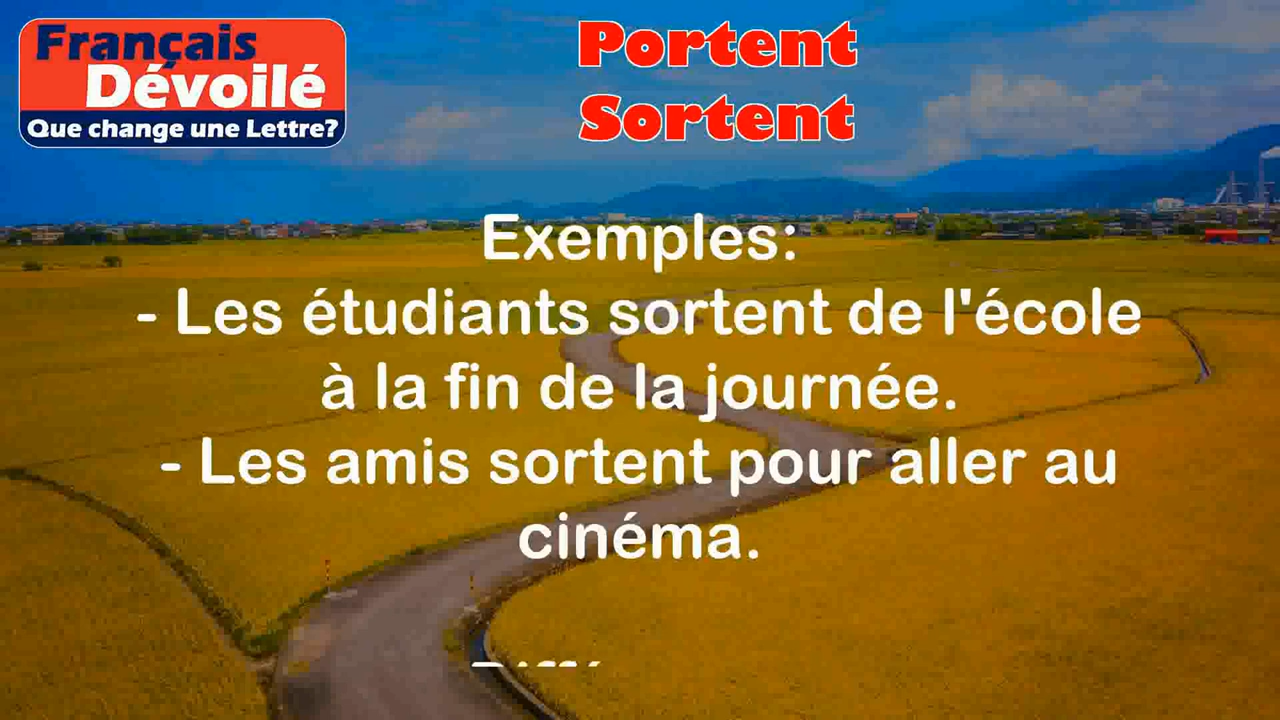 Français
Dévoilé
Que change une Lettre?
Portent
Sortent
Exemples:
- Les étudiants sortent de l'école
à la fin de la journée.
- Les amis sortent pour aller au
cinéma.